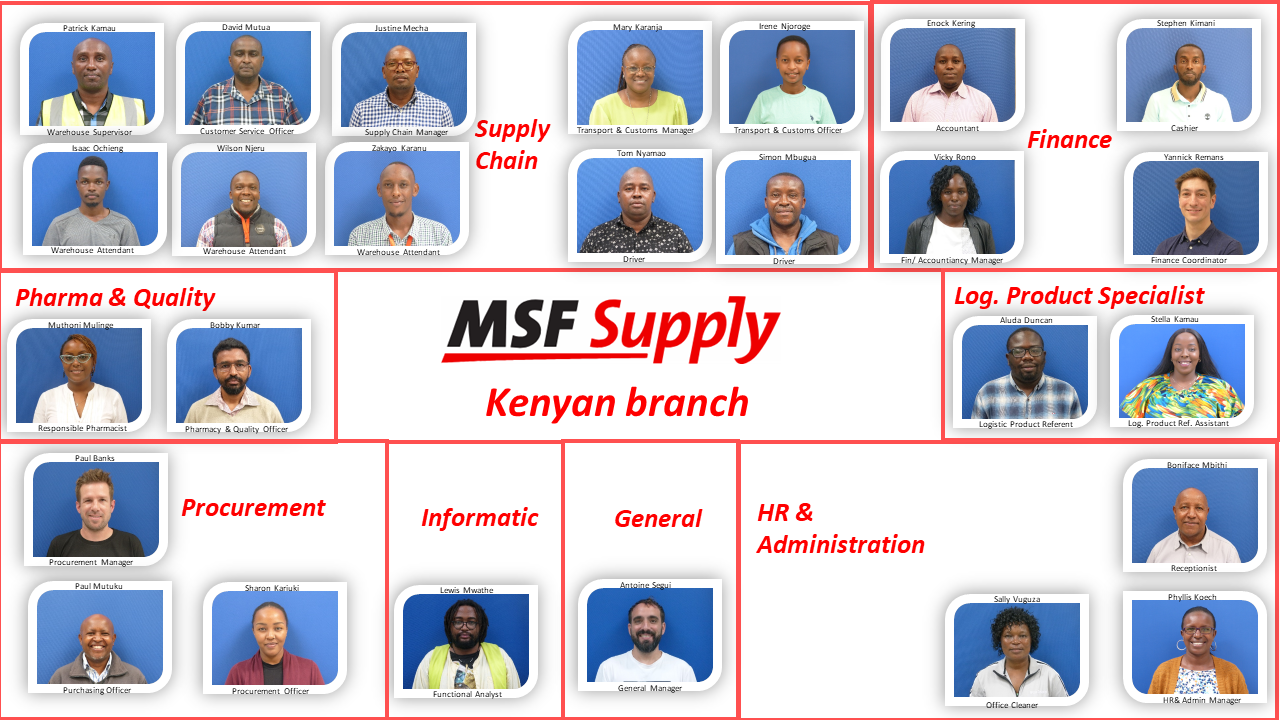 Patrick Kamau
Warehouse Supervisor
David Mutua
Customer Service Officer
Justine Mecha
Supply Chain Manager
Isaac Ochieng
Warehouse Attendant
Wilson Njeru
Warehouse Attendant
Zakayo Karanu
Warehouse Attendant
Supply
Chain
Mary Karanja
Transport & Customs Manager
Irene Njoroge
Transport & Customs Officer
Tom Nyamao
Driver
Simon Mbugua
Driver
Enock Kering
Accountant
Stephen Kimani
Cashier
Finance
Vicky Rono
Fin/ Accountiancy Manager
Yannick Remans
Finance Coordinator
Pharma & Quality
Muthoni Mulinge
Responsible Pharmacist
Bobby Kumar
Pharmacy & Quality Officer
MSF Supply
Kenyan branch
Log. Product Specialist
Aluda Duncan
Logistic Product Referent
Stella Kamau
Log. Product Ref. Assistant
Paul Banks
Procurement Manager
Procurement
Paul Mutuku
Purchasing Officer
Sharon Kariuki
Procurement Officer
Informatic
Lewis Mwathe
Functional Analyst
General
Antoine Segui
General Manager
HR &
Administration
Boniface Mbithi
Receptionist
Sally Vuguza
Office Cleaner
Phyllis Koech
HR& Admin Manager